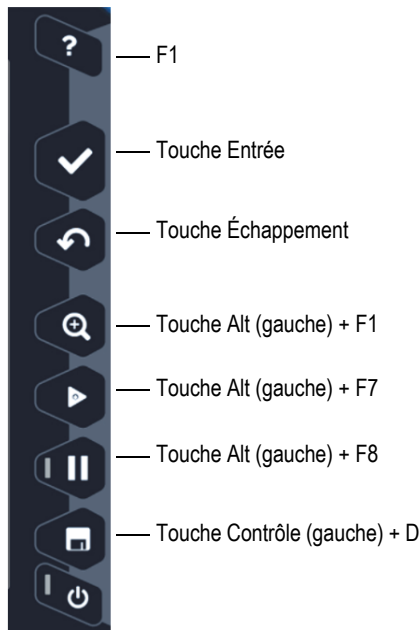 ?
F1
Touche Entrée
Touche Échappement
Touche Alt (gauche) + F1
Touche Alt (gauche) + F7
Touche Alt (gauche) + F8
Touche Contrôle (gauche) + D